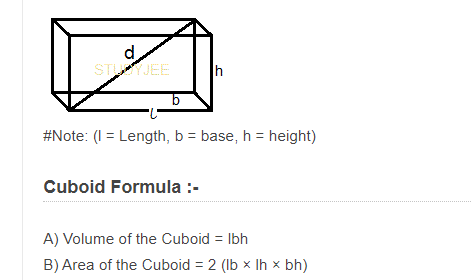 d
STUDYJEE
h
b
l
#Note: (l = Length, b = base, h = height)
Cuboid Formula :-
A) Volume of the Cuboid = lbh
B) Area of the Cuboid = 2 (lb × lh × bh)